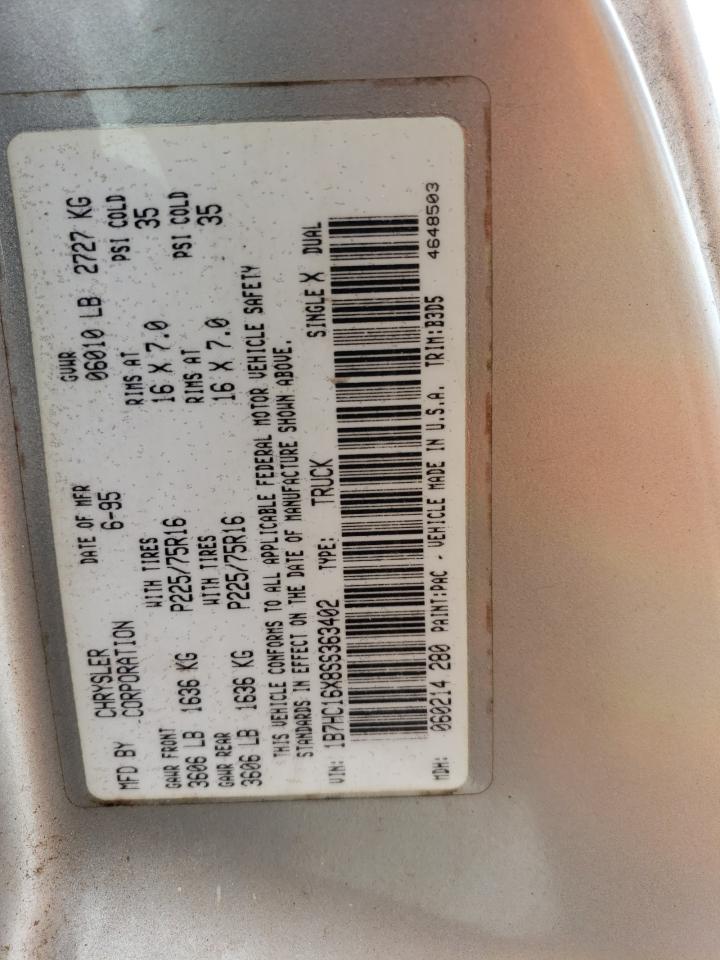 MFD BY CHRYSLER CORPORATION DATE OF MFR 6-95 GVWR 06010 LB 2727 KG
GAWR FRONT WITH TIRES RIMS AT PSI COLD
3606 LB 1636 KG P225/75R16 16 X 7.0 35
GAWR REAR WITH TIRES RIMS AT PSI COLD
3606 LB 1636 KG P225/75R16 16 X 7.0 35
THIS VEHICLE CONFORMS TO ALL APPLICABLE FEDERAL MOTOR VEHICLE SAFETY
STANDARDS IN EFFECT ON THE DATE OF MANUFACTURE SHOWN ABOVE.
VIN: 1B7HC16X8SS363402 TYPE: TRUCK SINGLE X DUAL
MDH: 060214 280 PAINT:PAC - VEHICLE MADE IN U.S.A. TRIM:B3D5 4648503